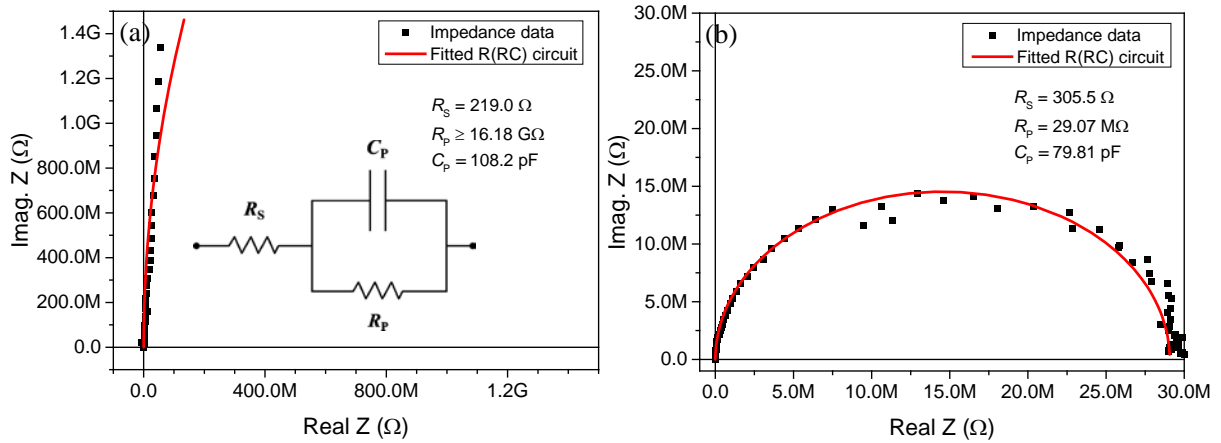 (a)
Impedance data
Fitted R(RC) circuit
R_S = 219.0 Ω
R_P ≥ 16.18 GΩ
C_P = 108.2 pF
C_P
R_S
R_P
Imag. Z (Ω)
1.4G
1.2G
1.0G
800.0M
600.0M
400.0M
200.0M
0.0
0.0 400.0M 800.0M 1.2G
Real Z (Ω)
(b)
Impedance data
Fitted R(RC) circuit
R_S = 305.5 Ω
R_P = 29.07 MΩ
C_P = 79.81 pF
Imag. Z (Ω)
30.0M
25.0M
20.0M
15.0M
10.0M
5.0M
0.0
0.0 5.0M 10.0M 15.0M 20.0M 25.0M 30.0M
Real Z (Ω)